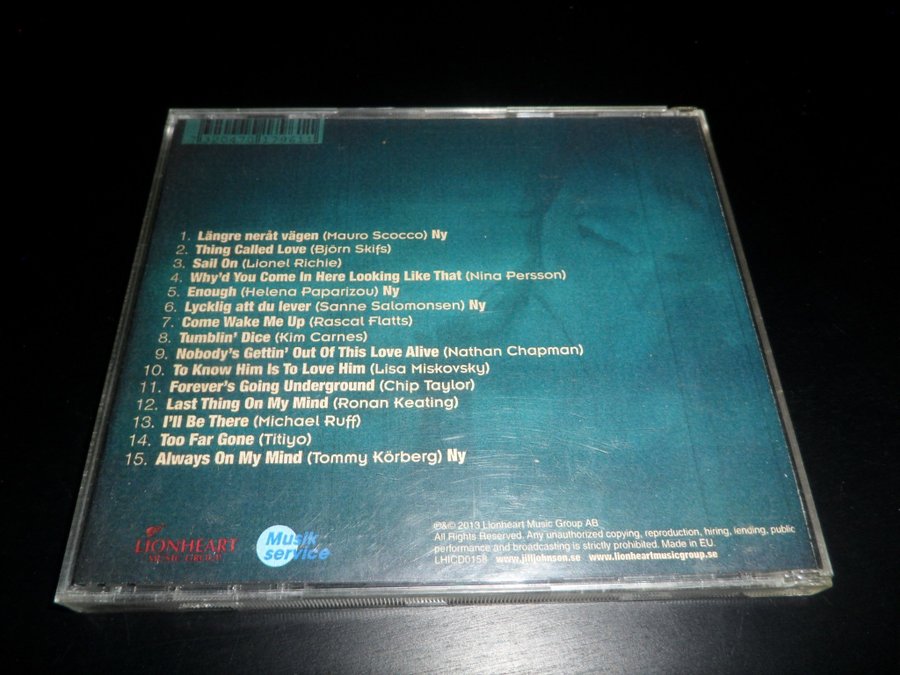 1. Längre neråt vägen (Mauro Scocco) Ny
2. Thing Called Love (Björn Skifs)
3. Sail On (Lionel Richie)
4. Why'd You Come In Here Looking Like That (Nina Persson)
5. Enough (Helena Paparizou) Ny
6. Lycklig att du lever (Sanne Salomonsen) Ny
7. Come Wake Me Up (Rascal Flatts)
8. Tumblin' Dice (Kim Carnes)
9. Nobody's Gettin' Out Of This Love Alive (Nathan Chapman)
10. To Know Him Is To Love Him (Lisa Miskovsky)
11. Forever's Going Underground (Chip Taylor)
12. Last Thing On My Mind (Ronan Keating)
13. I'll Be There (Michael Ruff)
14. Too Far Gone (Titiyo)
15. Always On My Mind (Tommy Körberg) Ny
LIONHEART
MUSIC GROUP
Musik
service
℗&© 2013 Lionheart Music Group AB
All Rights Reserved. Any unauthorized copying, reproduction, hiring, lending, public
performance and broadcasting is strictly prohibited. Made in EU
LHICD0158 www.jilljohnson.se www.lionheartmusicgroup.se